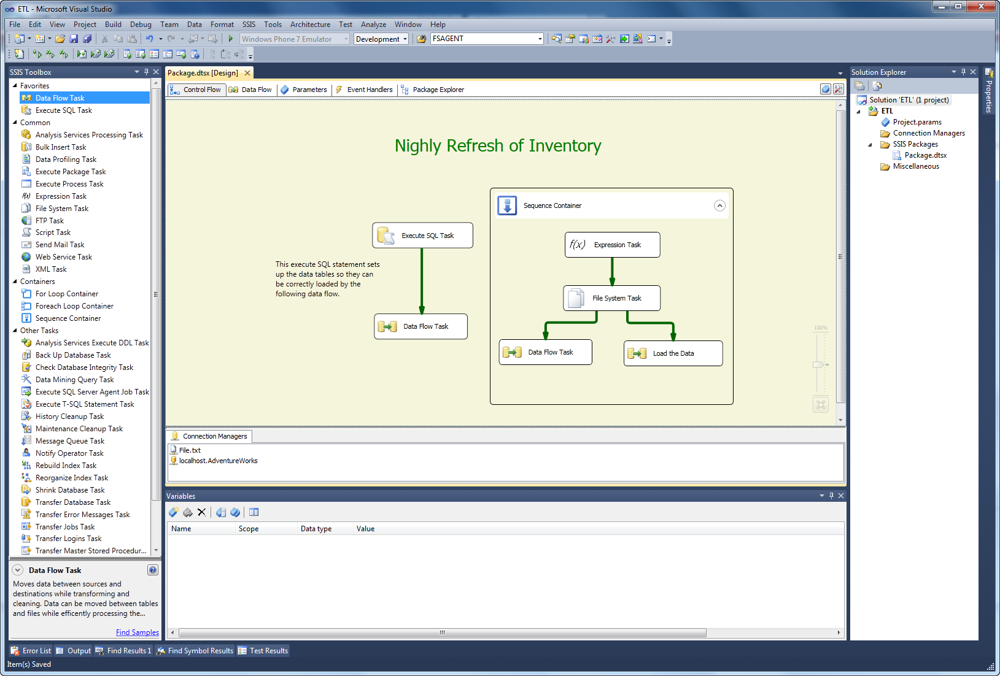 ETL - Microsoft Visual Studio
File Edit View Project Build Debug Team Data Format SSIS Tools Architecture Test Analyze Window Help
Windows Phone 7 Emulator Development FSAGENT
SSIS Toolbox
Favorites
Data Flow Task
Execute SQL Task
Common
Analysis Services Processing Task
Bulk Insert Task
Data Profiling Task
Execute Package Task
Execute Process Task
f(x) Expression Task
File System Task
FTP Task
Script Task
Send Mail Task
Web Service Task
XML Task
Containers
For Loop Container
Foreach Loop Container
Sequence Container
Other Tasks
Analysis Services Execute DDL Task
Back Up Database Task
Check Database Integrity Task
Data Mining Query Task
Execute SQL Server Agent Job Task
Execute T-SQL Statement Task
History Cleanup Task
Maintenance Cleanup Task
Message Queue Task
Notify Operator Task
Rebuild Index Task
Reorganize Index Task
Shrink Database Task
Transfer Database Task
Transfer Error Messages Task
Transfer Jobs Task
Transfer Logins Task
Transfer Master Stored Procedur...
Data Flow Task
Moves data between sources and
destinations while transforming and
cleaning. Data can be moved between tables
and files while efficently processing the...
Find Samples
Package.dtsx [Design]
Control Flow Data Flow Parameters Event Handlers Package Explorer
Nighly Refresh of Inventory
Execute SQL Task
This execute SQL statement sets
up the data tables so they can
be correctly loaded by the
following data flow.
Data Flow Task
Sequence Container
f(x) Expression Task
File System Task
Data Flow Task
Load the Data
100%
Connection Managers
File.txt
localhost.AdventureWorks
Variables
Name Scope Data type Value
Solution Explorer
Solution 'ETL' (1 project)
ETL
Project.params
Connection Managers
SSIS Packages
Package.dtsx
Miscellaneous
Properties
Error List Output Find Results 1 Find Symbol Results Test Results
Item(s) Saved